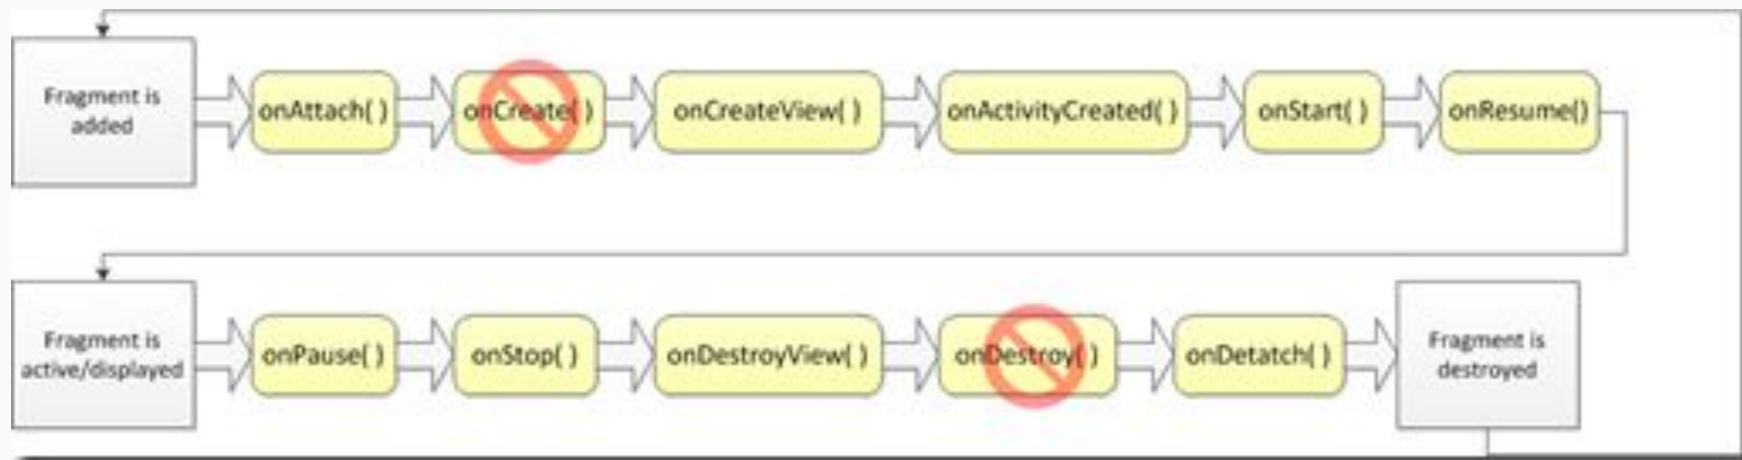 Fragment is
added
onAttach( )
onCreate( )
onCreateView( )
onActivityCreated( )
onStart( )
onResume()
Fragment is
active/displayed
onPause( )
onStop( )
onDestroyView( )
onDestroy( )
onDetatch( )
Fragment is
destroyed